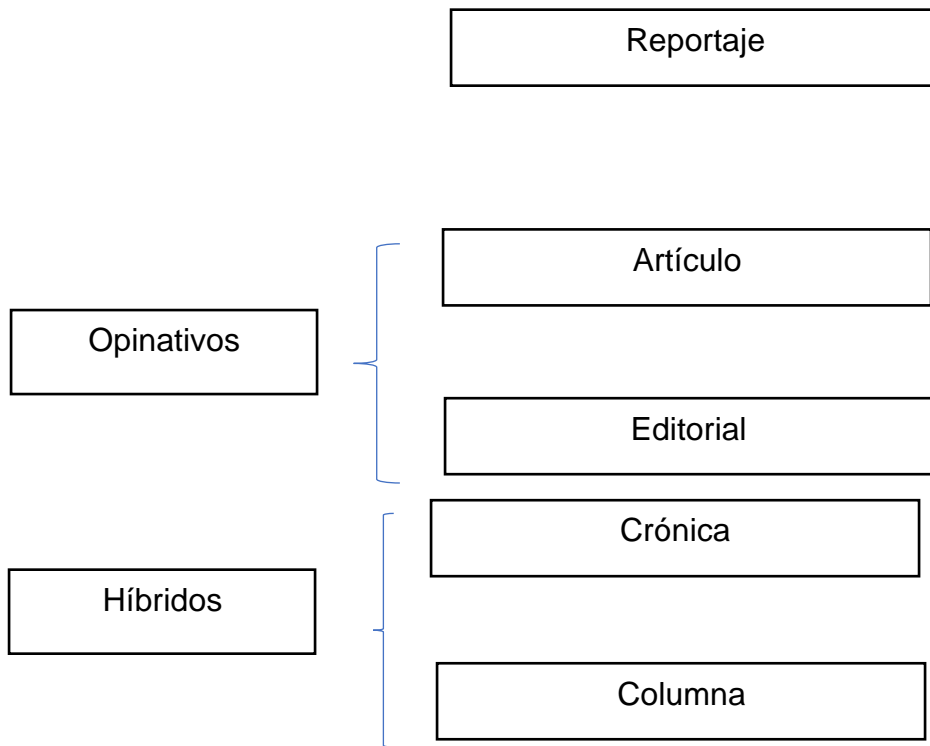 Reportaje
Artículo
Opinativos
Editorial
Crónica
Híbridos
Columna